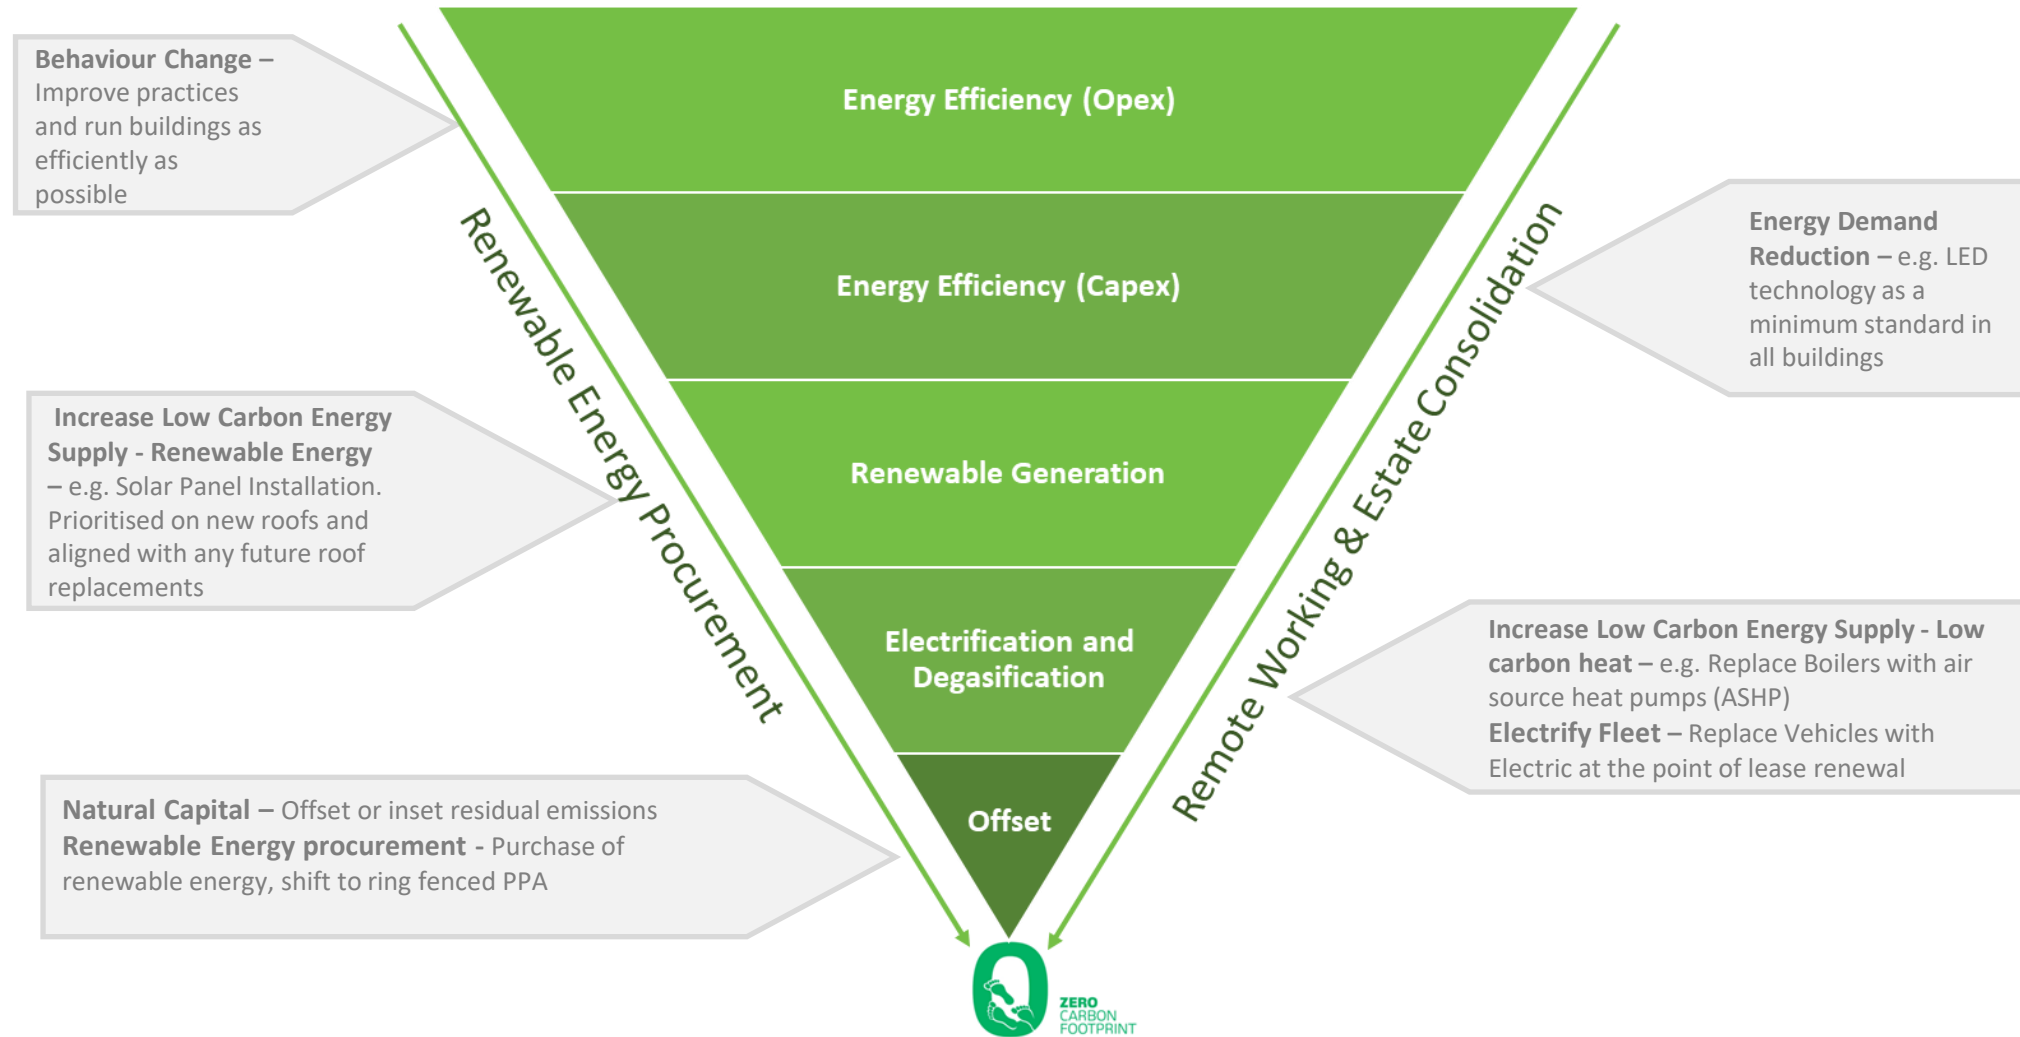 Behaviour Change –
Improve practices
and run buildings as
efficiently as
possible
Energy Efficiency (Opex)
Energy Efficiency (Capex)
Energy Demand
Reduction – e.g. LED
technology as a
minimum standard in
all buildings
Renewable Energy Procurement
Remote Working & Estate Consolidation
Increase Low Carbon Energy
Supply - Renewable Energy
– e.g. Solar Panel Installation.
Prioritised on new roofs and
aligned with any future roof
replacements
Renewable Generation
Electrification and
Degasification
Increase Low Carbon Energy Supply - Low
carbon heat – e.g. Replace Boilers with air
source heat pumps (ASHP)
Electrify Fleet – Replace Vehicles with
Electric at the point of lease renewal
Natural Capital – Offset or inset residual emissions
Renewable Energy procurement - Purchase of
renewable energy, shift to ring fenced PPA
Offset
0
ZERO
CARBON
FOOTPRINT